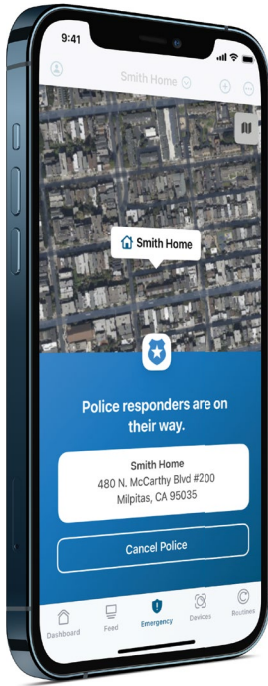 9:41
Smith Home
Smith Home
Police responders are on
their way.
Smith Home
480 N. McCarthy Blvd #200
Milpitas, CA 95035
Cancel Police
Dashboard
Feed
Emergency
Devices
Routines